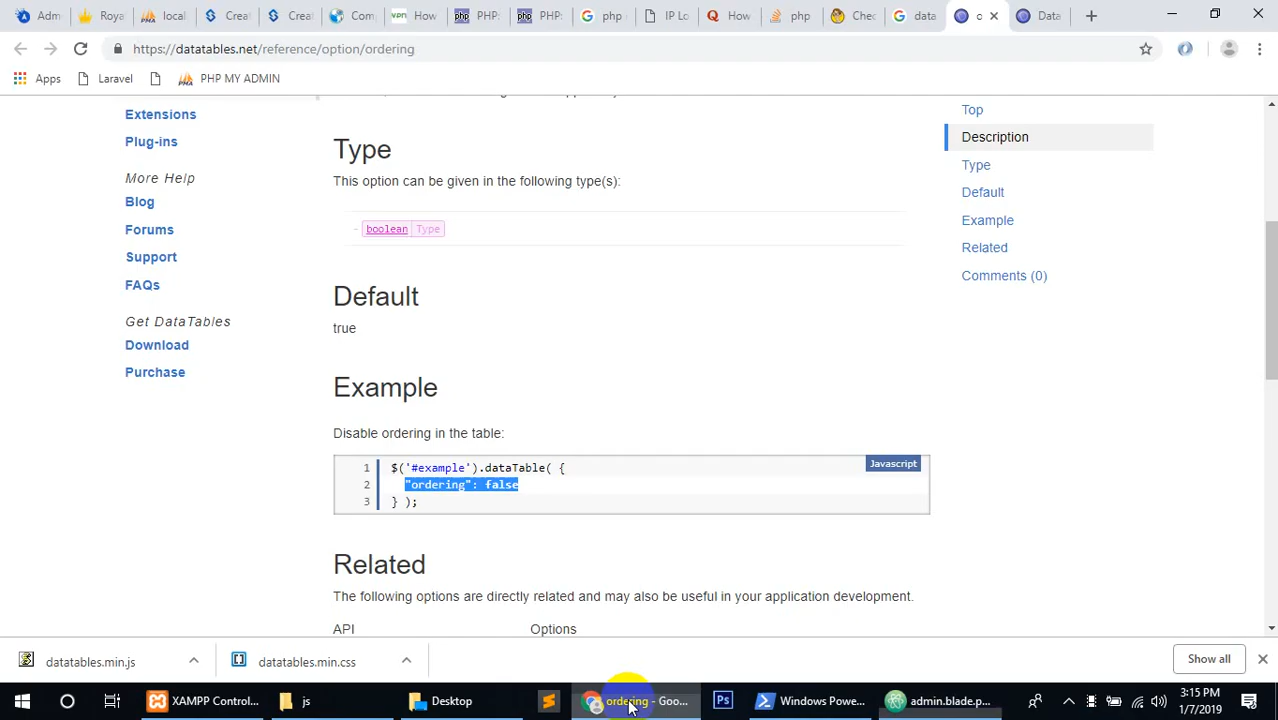 Adm
Roya
local
Creat
Creat
Com
How
PHP:
PHP:
php
IP Lo
How
php
Chec
data
Data
https://datatables.net/reference/option/ordering
Apps
Laravel
PHP MY ADMIN
Extensions
Plug-ins
More Help
Blog
Forums
Support
FAQs
Get DataTables
Download
Purchase
Type
This option can be given in the following type(s):
boolean Type
Default
true
Example
Disable ordering in the table:
Javascript
1 $('#example').dataTable( {
2 "ordering": false
3 } );
Related
The following options are directly related and may also be useful in your application development.
API Options
Top
Description
Type
Default
Example
Related
Comments (0)
datatables.min.js
datatables.min.css
Show all
XAMPP Control...
js
Desktop
ordering - Goo...
Ps
Windows Power...
admin.blade.p...
3:15 PM
1/7/2019